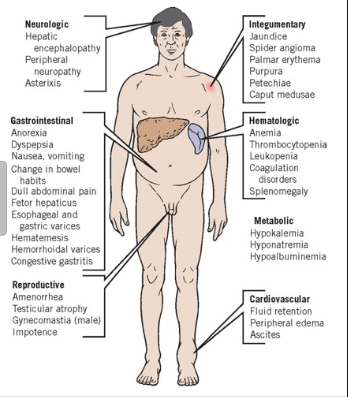 Neurologic
Hepatic
encephalopathy
Peripheral
neuropathy
Asterixis
Integumentary
Jaundice
Spider angioma
Palmar erythema
Purpura
Petechiae
Caput medusae
Gastrointestinal
Anorexia
Dyspepsia
Nausea, vomiting
Change in bowel
habits
Dull abdominal pain
Fetor hepaticus
Esophageal and
gastric varices
Hematemesis
Hemorrhoidal varices
Congestive gastritis
Hematologic
Anemia
Thrombocytopenia
Leukopenia
Coagulation
disorders
Splenomegaly
Metabolic
Hypokalemia
Hyponatremia
Hypoalbuminemia
Reproductive
Amenorrhea
Testicular atrophy
Gynecomastia (male)
Impotence
Cardiovascular
Fluid retention
Peripheral edema
Ascites